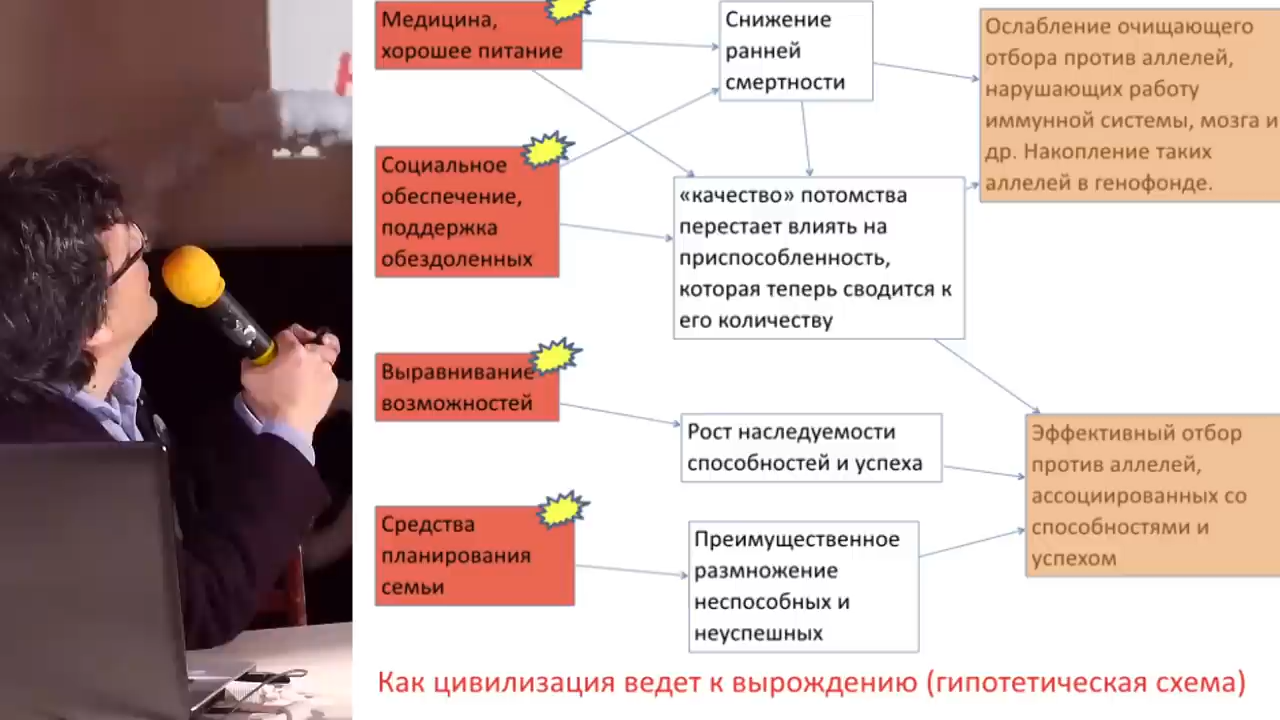 Медицина,
хорошее питание
Снижение
ранней
смертности
Ослабление очищающего
отбора против аллелей,
нарушающих работу
иммунной системы, мозга и
др. Накопление таких
аллелей в генофонде.
Социальное
обеспечение,
поддержка
обездоленных
«качество» потомства
перестает влиять на
приспособленность,
которая теперь сводится к
его количеству
Выравнивание
возможностей
Рост наследуемости
способностей и успеха
Эффективный отбор
против аллелей,
ассоциированных со
способностями и
успехом
Средства
планирования
семьи
Преимущественное
размножение
неспособных и
неуспешных
Как цивилизация ведет к вырождению (гипотетическая схема)